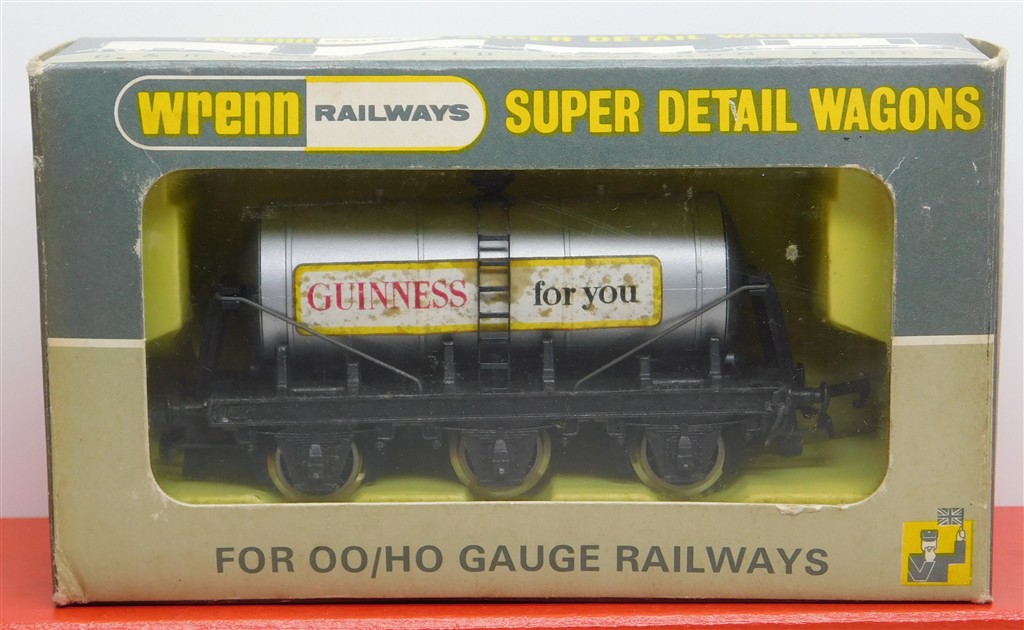 wrenn RAILWAYS SUPER DETAIL WAGONS
GUINNESS for you
FOR OO/HO GAUGE RAILWAYS